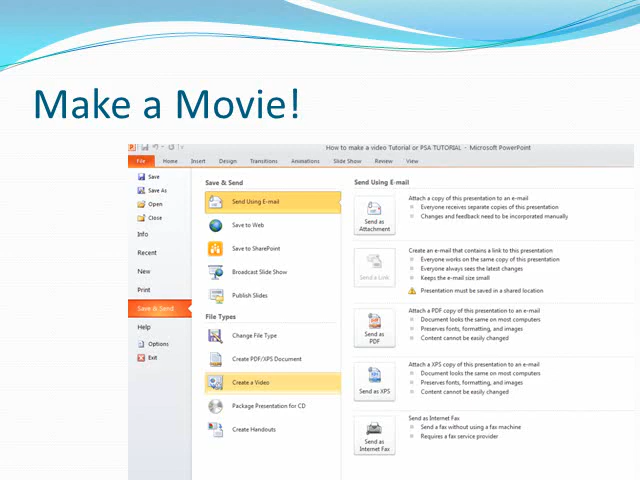 Make a Movie!
How to make a video Tutorial or PSA TUTORIAL - Microsoft PowerPoint
File Home Insert Design Transitions Animations Slide Show Review View
Save
Save As
Open
Close
Info
Recent
New
Print
Save & Send
Help
Options
Exit
Save & Send
Send Using E-mail
Save to Web
Save to SharePoint
Broadcast Slide Show
Publish Slides
File Types
Change File Type
Create PDF/XPS Document
Create a Video
Package Presentation for CD
Create Handouts
Send Using E-mail
Send as
Attachment
Attach a copy of this presentation to an e-mail
Everyone receives separate copies of this presentation
Changes and feedback need to be incorporated manually
Send a Link
Create an e-mail that contains a link to this presentation
Everyone works on the same copy of this presentation
Everyone always sees the latest changes
Keeps the e-mail size small
Presentation must be saved in a shared location
Send as
PDF
Attach a PDF copy of this presentation to an e-mail
Document looks the same on most computers
Preserves fonts, formatting, and images
Content cannot be easily changed
Send as XPS
Attach a XPS copy of this presentation to an e-mail
Document looks the same on most computers
Preserves fonts, formatting, and images
Content cannot be easily changed
Send as
Internet Fax
Send as Internet Fax
Send a fax without using a fax machine
Requires a fax service provider